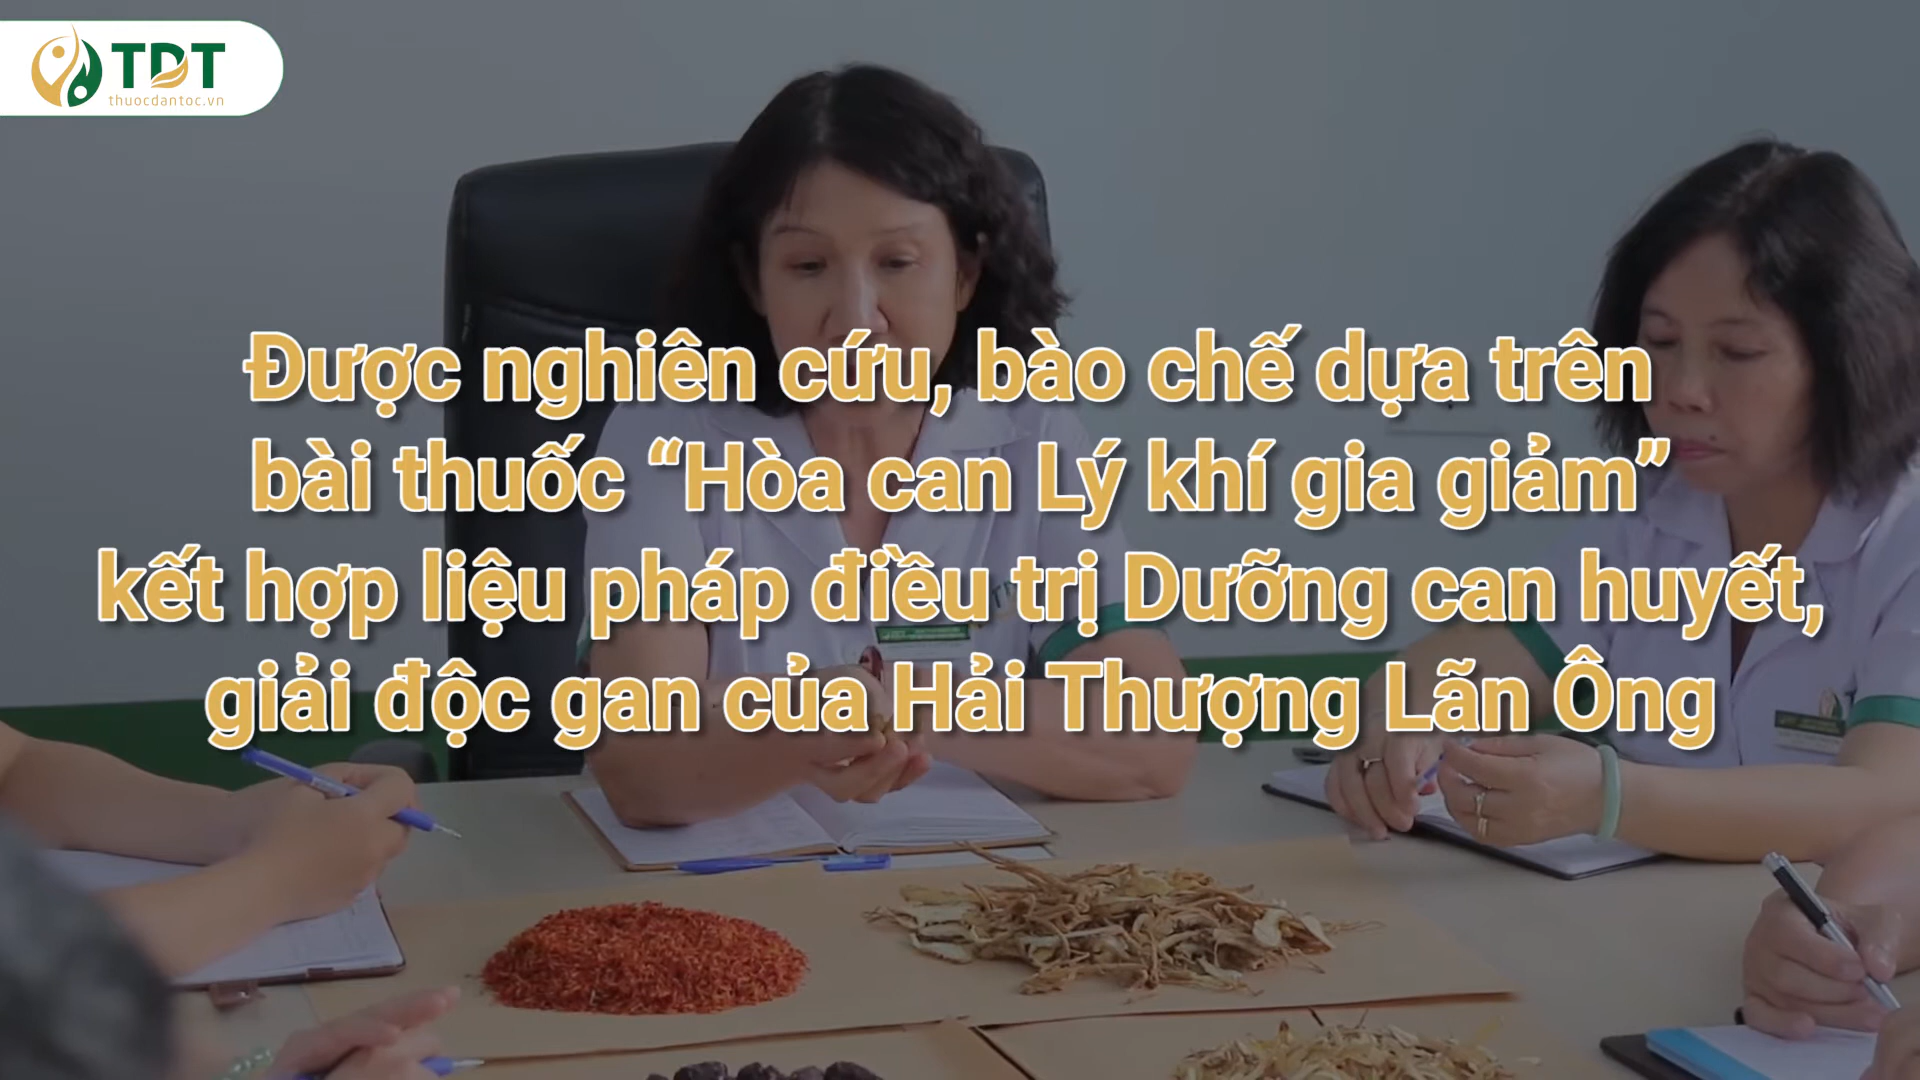 TDT
thuocdantoc.vn
Được nghiên cứu, bào chế dựa trên
bài thuốc “Hòa can Lý khí gia giảm”
kết hợp liệu pháp điều trị Dưỡng can huyết,
giải độc gan của Hải Thượng Lãn Ông